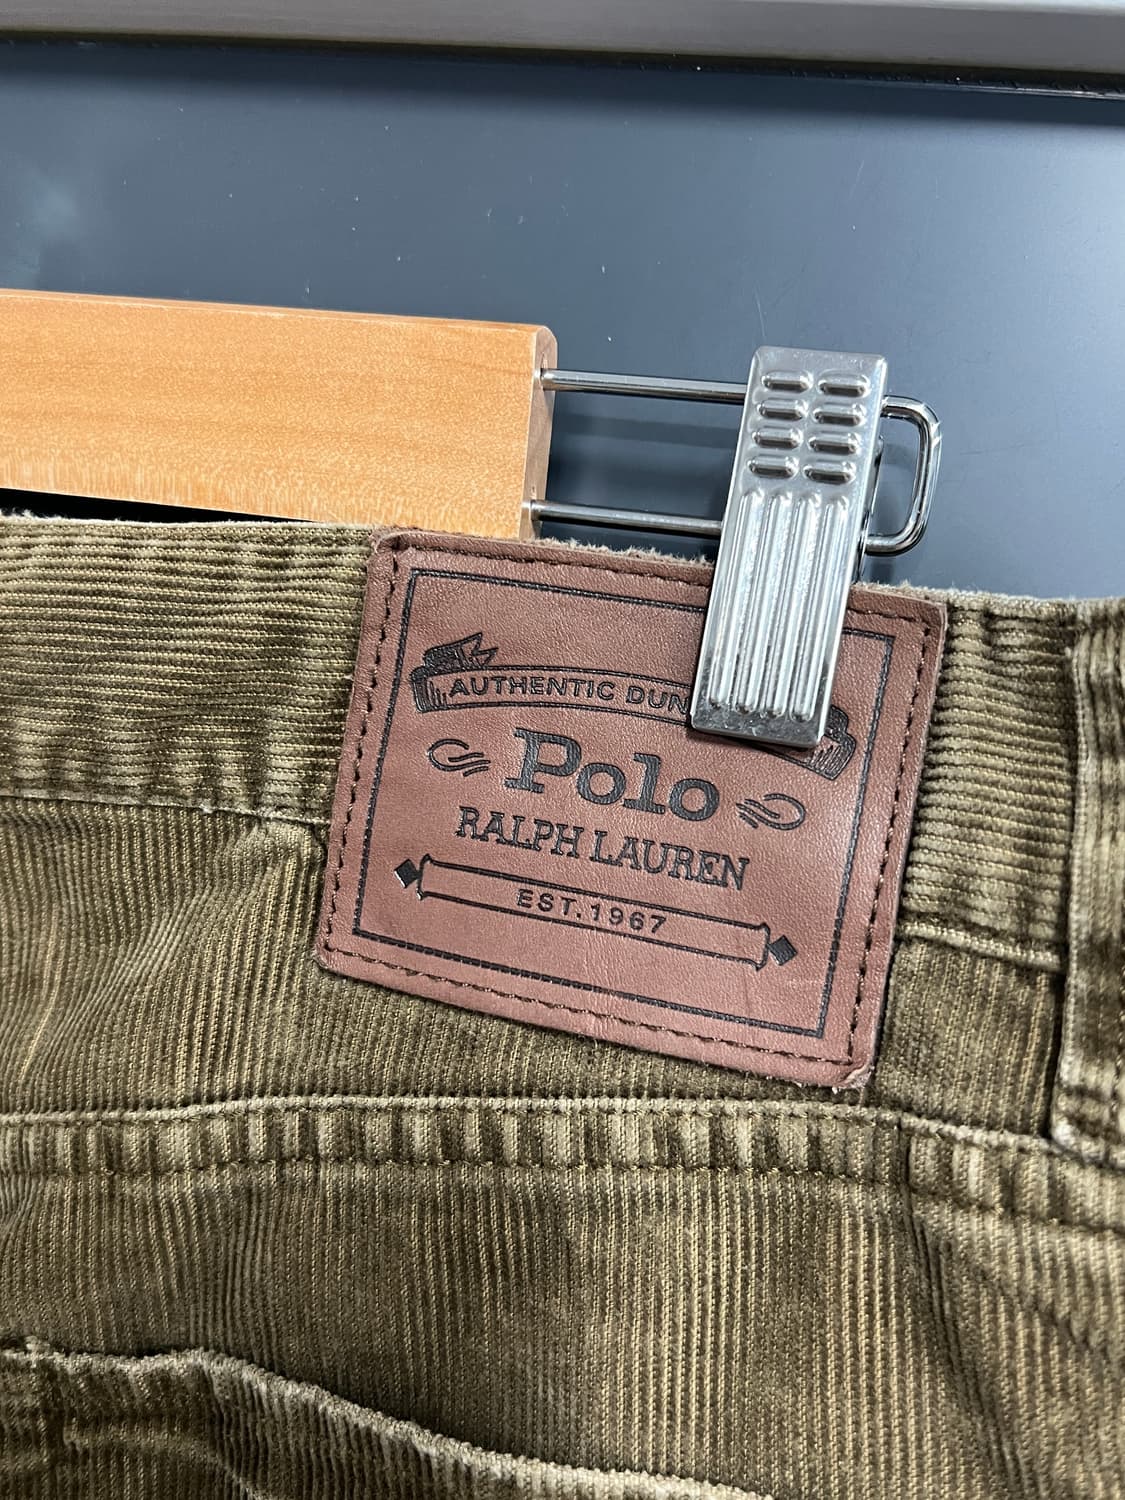 AUTHENTIC
Polo
RALPH LAUREN
EST. 1967